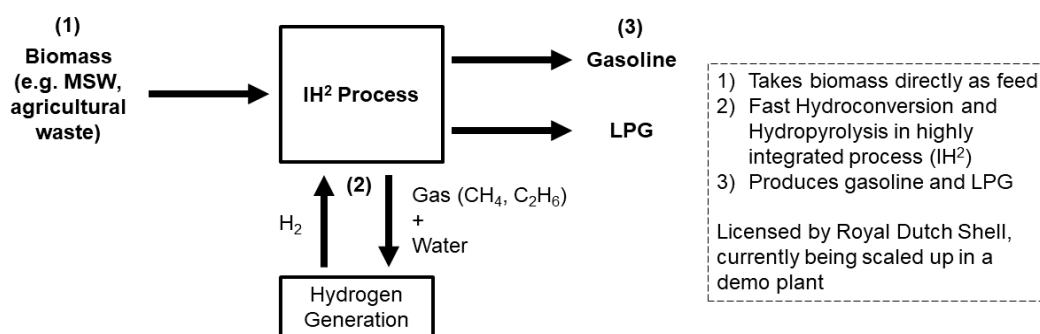 (1)
Biomass
(e.g. MSW,
agricultural
waste)
IH² Process
(3)
Gasoline
LPG
(2)
H₂
Gas (CH₄, C₂H₆)
+
Water
Hydrogen
Generation
1) Takes biomass directly as feed
2) Fast Hydroconversion and
Hydropyrolysis in highly
integrated process (IH²)
3) Produces gasoline and LPG
Licensed by Royal Dutch Shell,
currently being scaled up in a
demo plant